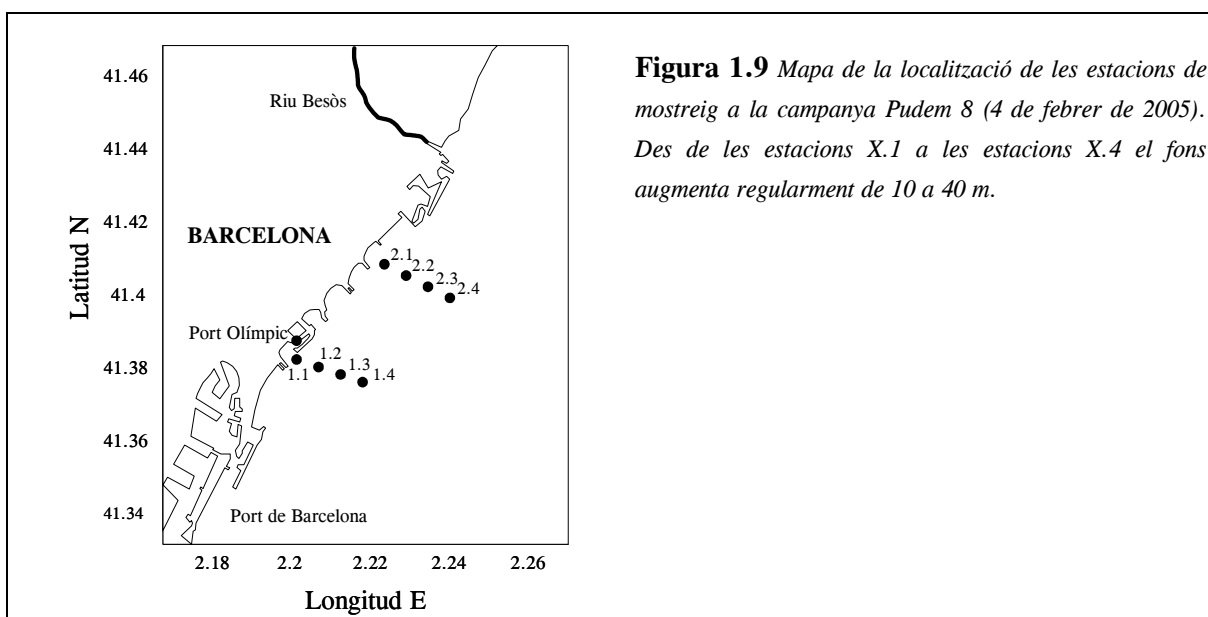 41.46
41.44
41.42
41.4
41.38
41.36
41.34
Latitud N
Riu Besòs
BARCELONA
2.1
2.2
2.3
2.4
Port Olímpic
1.2
1.3
1.4
1.1
Port de Barcelona
2.18 2.2 2.22 2.24 2.26
Longitud E
Figura 1.9 Mapa de la localització de les estacions de
mostreig a la campanya Pudem 8 (4 de febrer de 2005).
Des de les estacions X.1 a les estacions X.4 el fons
augmenta regularment de 10 a 40 m.